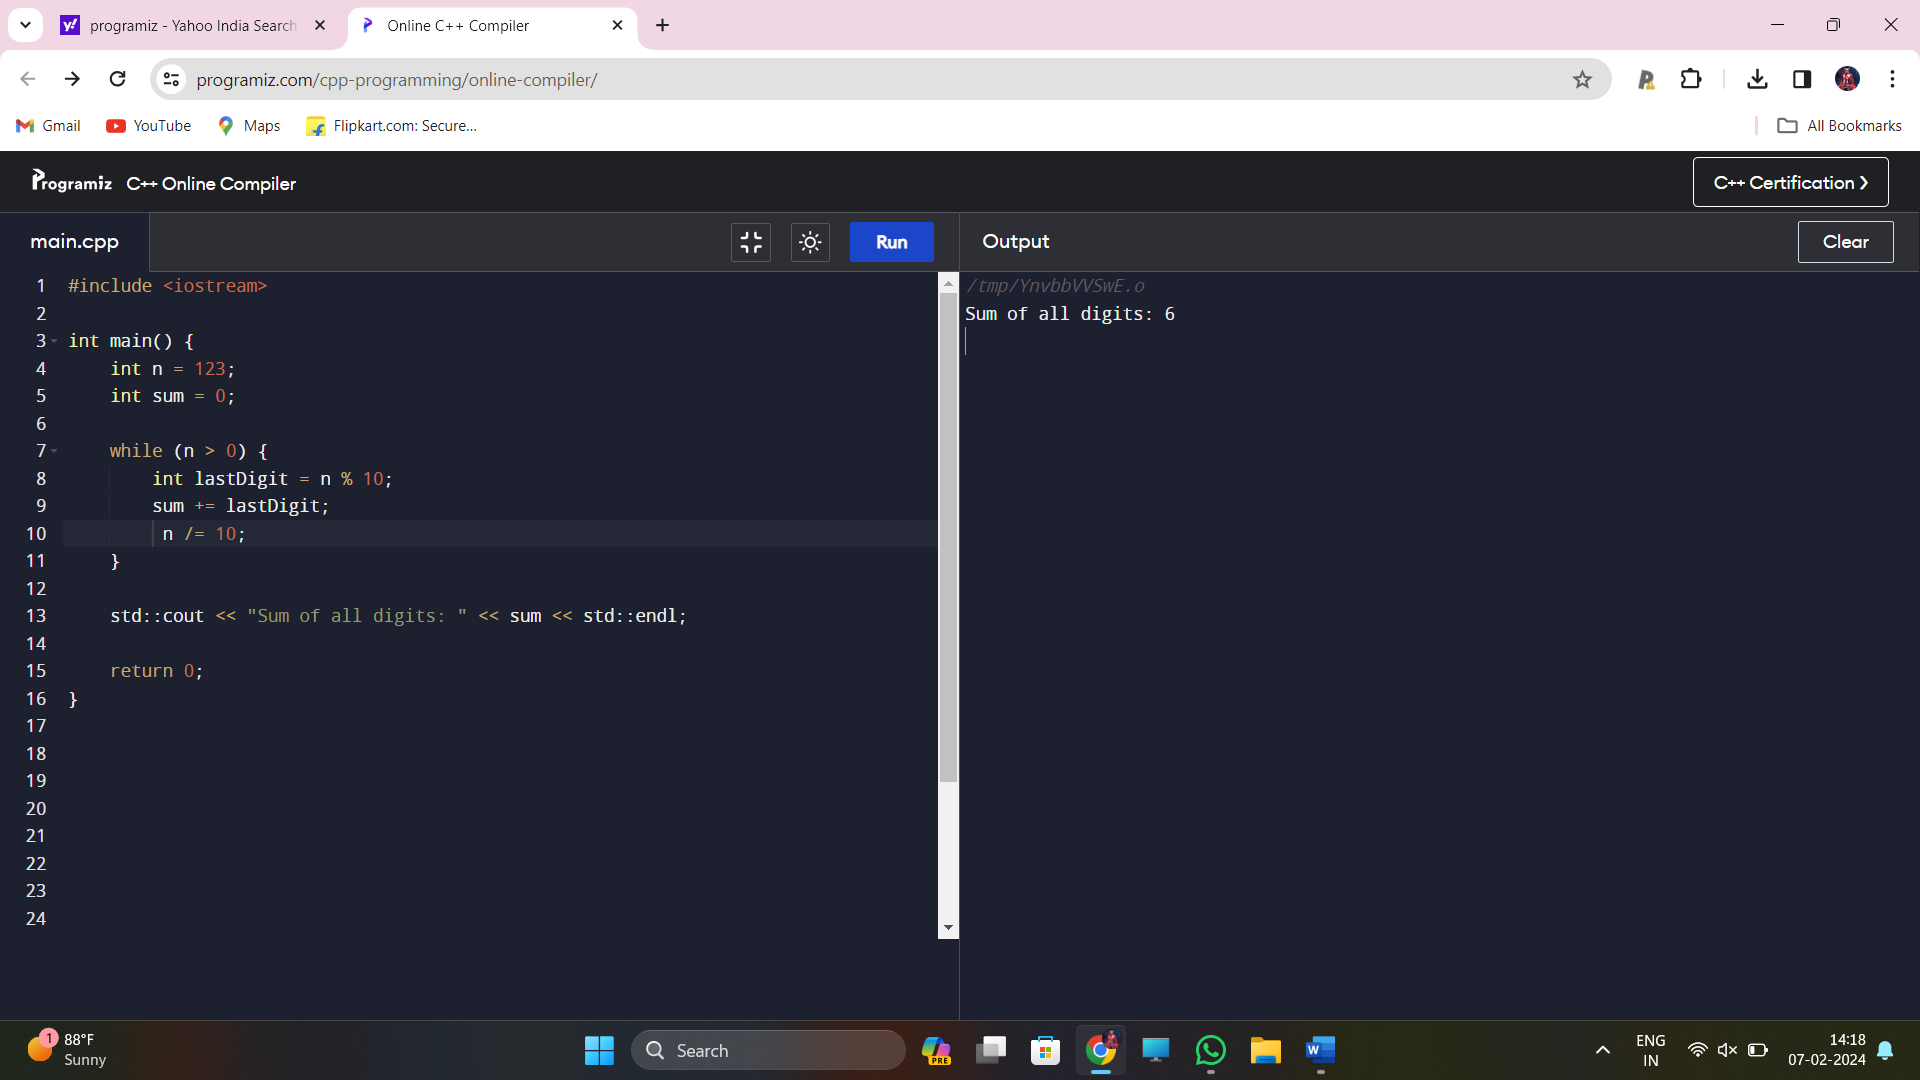 programiz - Yahoo India Search
Online C++ Compiler
programiz.com/cpp-programming/online-compiler/
Gmail
YouTube
Maps
Flipkart.com: Secure...
All Bookmarks
Programiz
C++ Online Compiler
C++ Certification
main.cpp
Run
1 #include <iostream>
2
3 int main() {
4     int n = 123;
5     int sum = 0;
6
7     while (n > 0) {
8         int lastDigit = n % 10;
9         sum += lastDigit;
10         n /= 10;
11     }
12
13     std::cout << "Sum of all digits: " << sum << std::endl;
14
15     return 0;
16 }
17
18
19
20
21
22
23
24
Output
Clear
/tmp/YnvbbVVSwE.o
Sum of all digits: 6
1
88°F
Sunny
Search
PRE
W
ENG
IN
14:18
07-02-2024